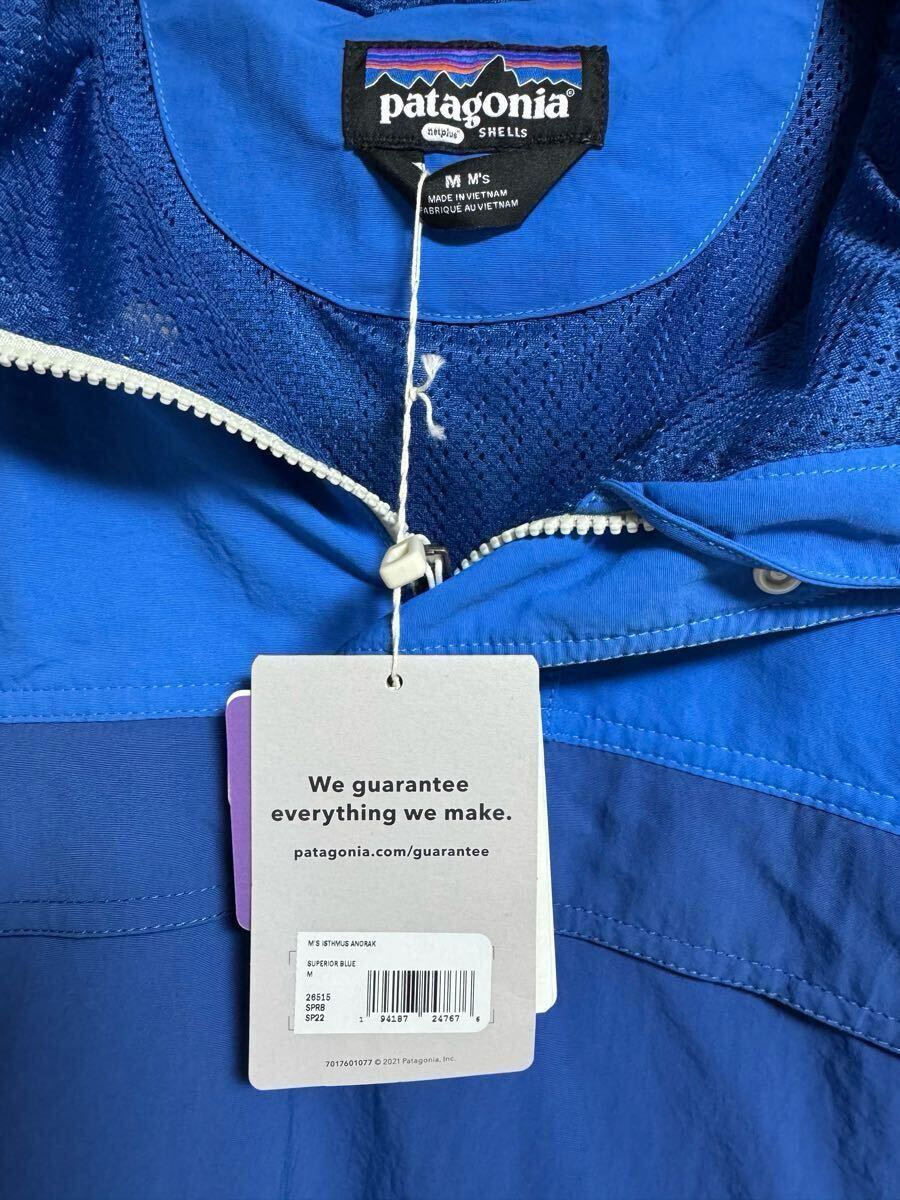 patagonia®
netplus™ SHELLS
M M's
MADE IN VIETNAM
FABRIQUÉ AU VIETNAM
We guarantee
everything we make.
patagonia.com/guarantee
M'S ISTHMUS ANORAK
SUPERIOR BLUE
M
26515
SPRB
SP22
1 94187 24767 6
7017601077 © 2021 Patagonia, Inc.